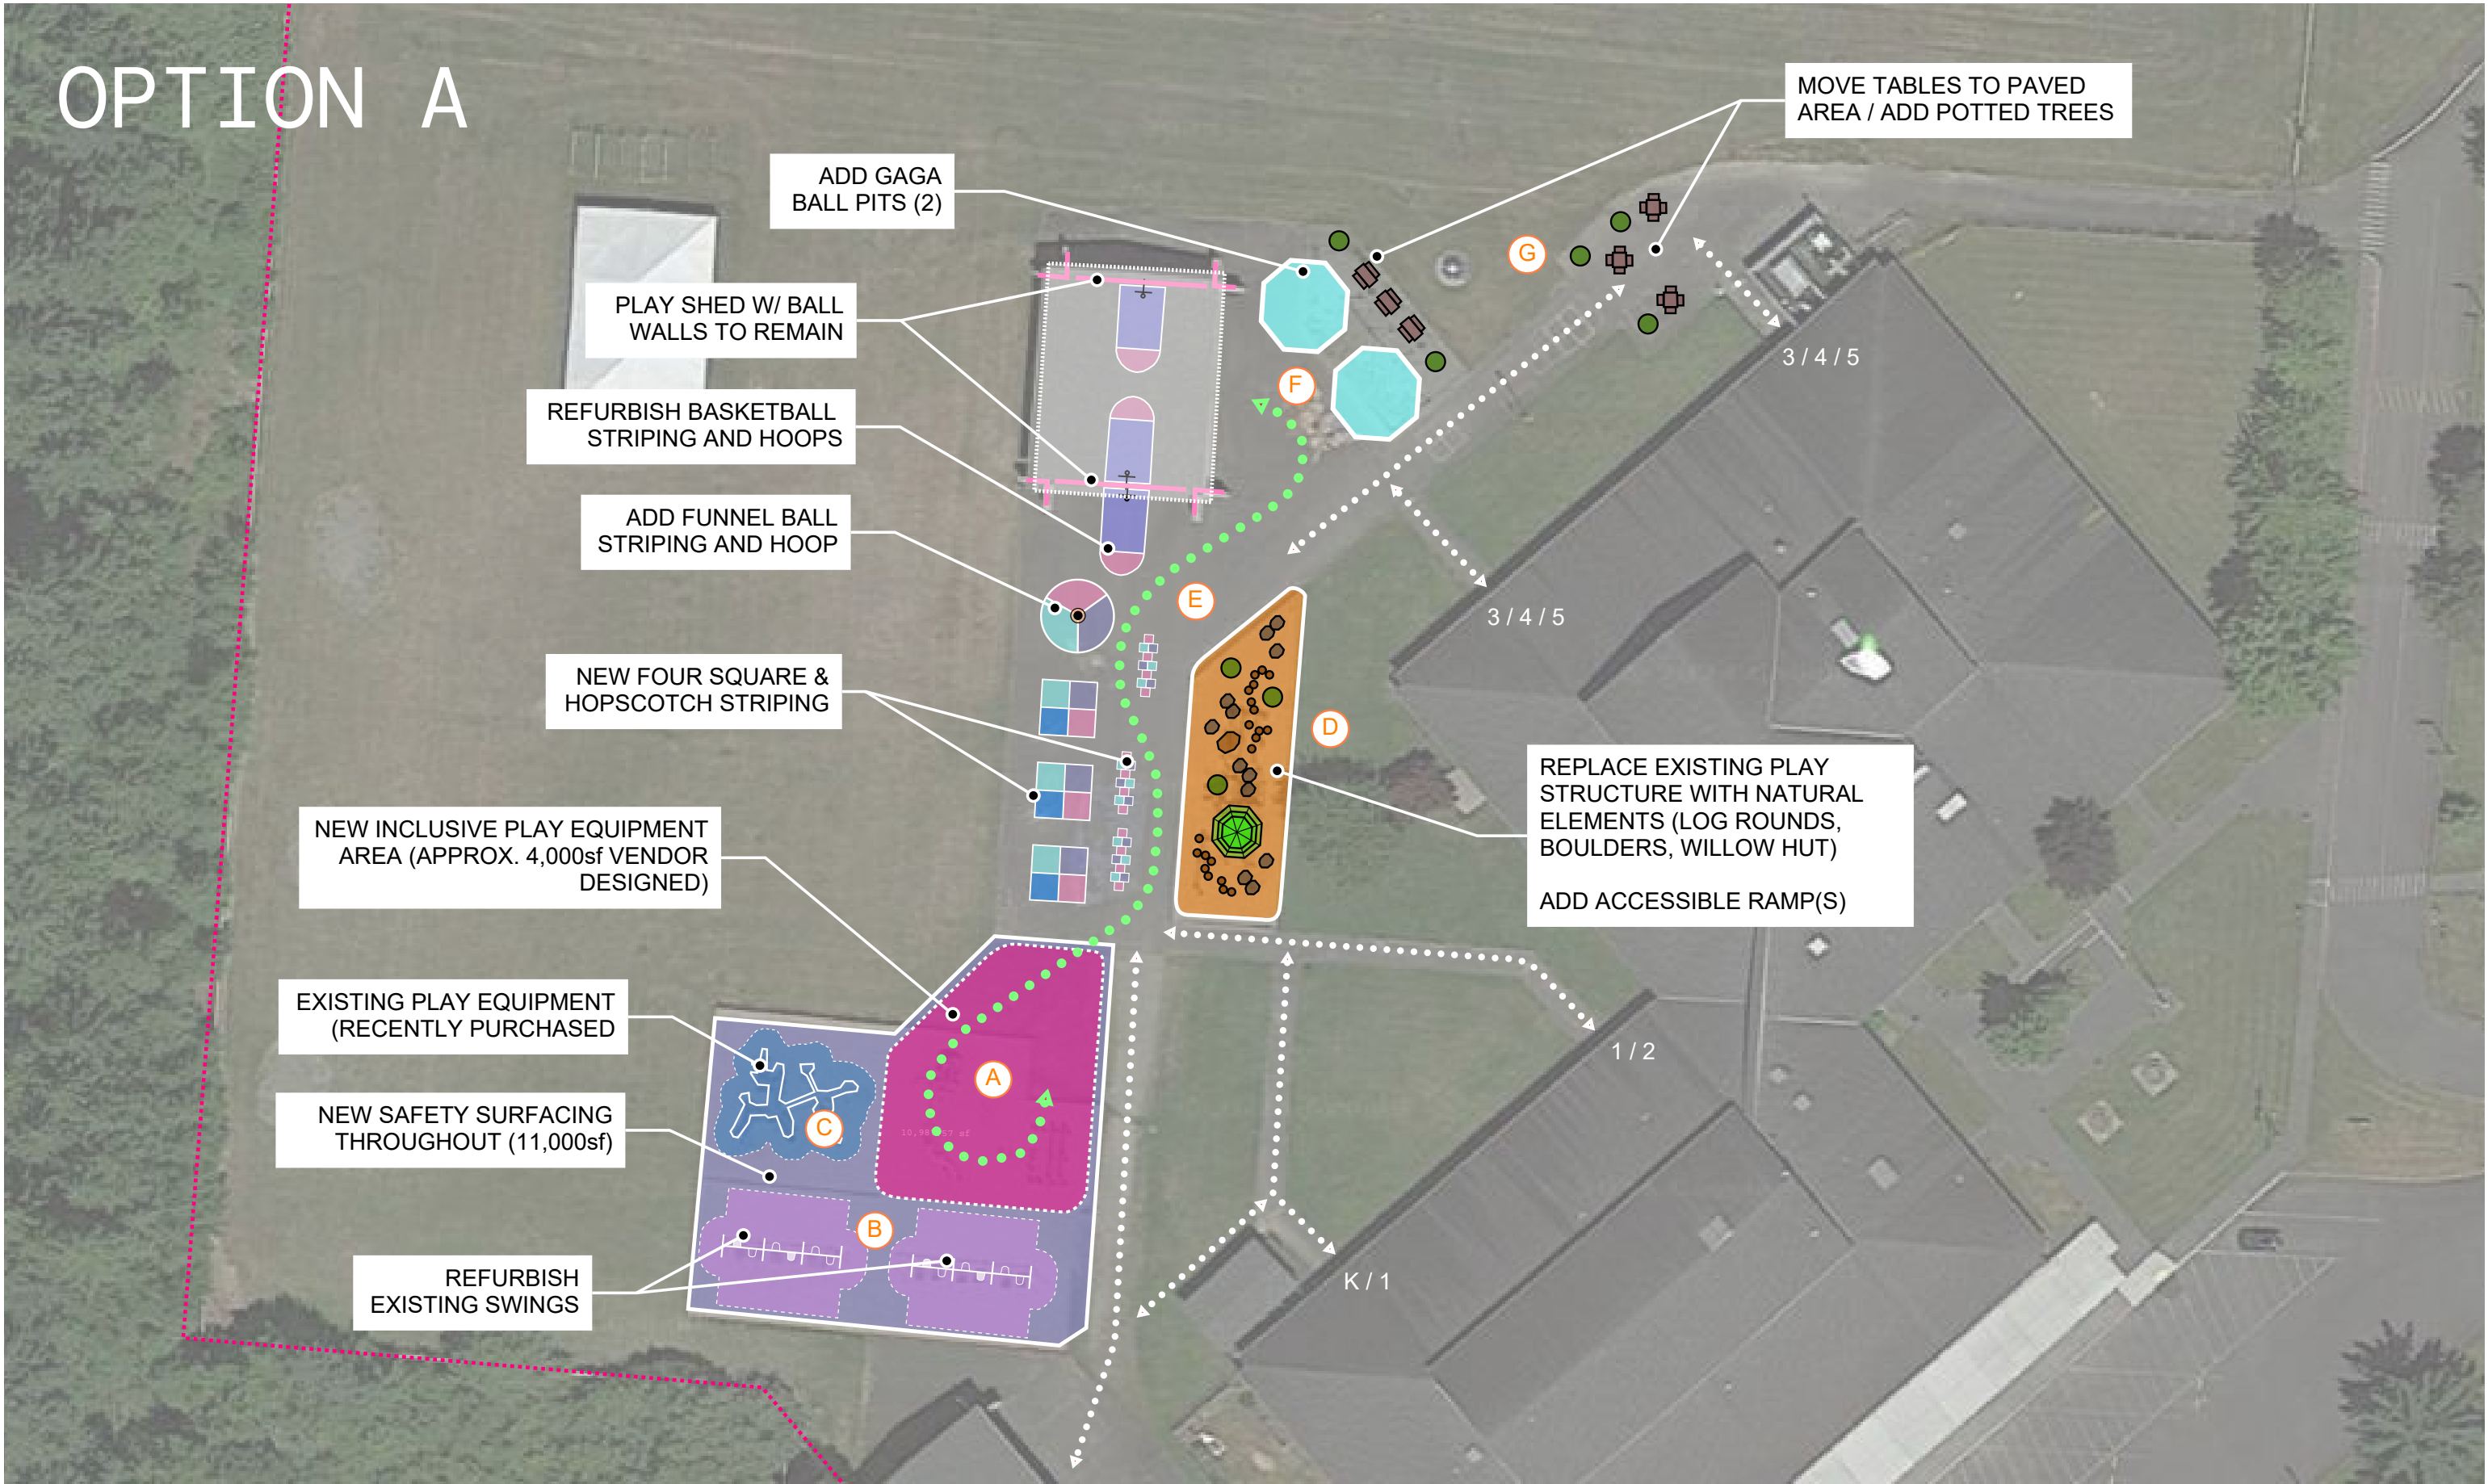 OPTION A
MOVE TABLES TO PAVED
AREA / ADD POTTED TREES
ADD GAGA
BALL PITS (2)
G
PLAY SHED W/ BALL
WALLS TO REMAIN
3 / 4 / 5
F
REFURBISH BASKETBALL
STRIPING AND HOOPS
ADD FUNNEL BALL
STRIPING AND HOOP
E
3 / 4 / 5
NEW FOUR SQUARE &
HOPSCOTCH STRIPING
D
REPLACE EXISTING PLAY
STRUCTURE WITH NATURAL
ELEMENTS (LOG ROUNDS,
BOULDERS, WILLOW HUT)
ADD ACCESSIBLE RAMP(S)
NEW INCLUSIVE PLAY EQUIPMENT
AREA (APPROX. 4,000sf VENDOR
DESIGNED)
EXISTING PLAY EQUIPMENT
(RECENTLY PURCHASED
1 / 2
A
NEW SAFETY SURFACING
THROUGHOUT (11,000sf)
C
B
REFURBISH
EXISTING SWINGS
K / 1